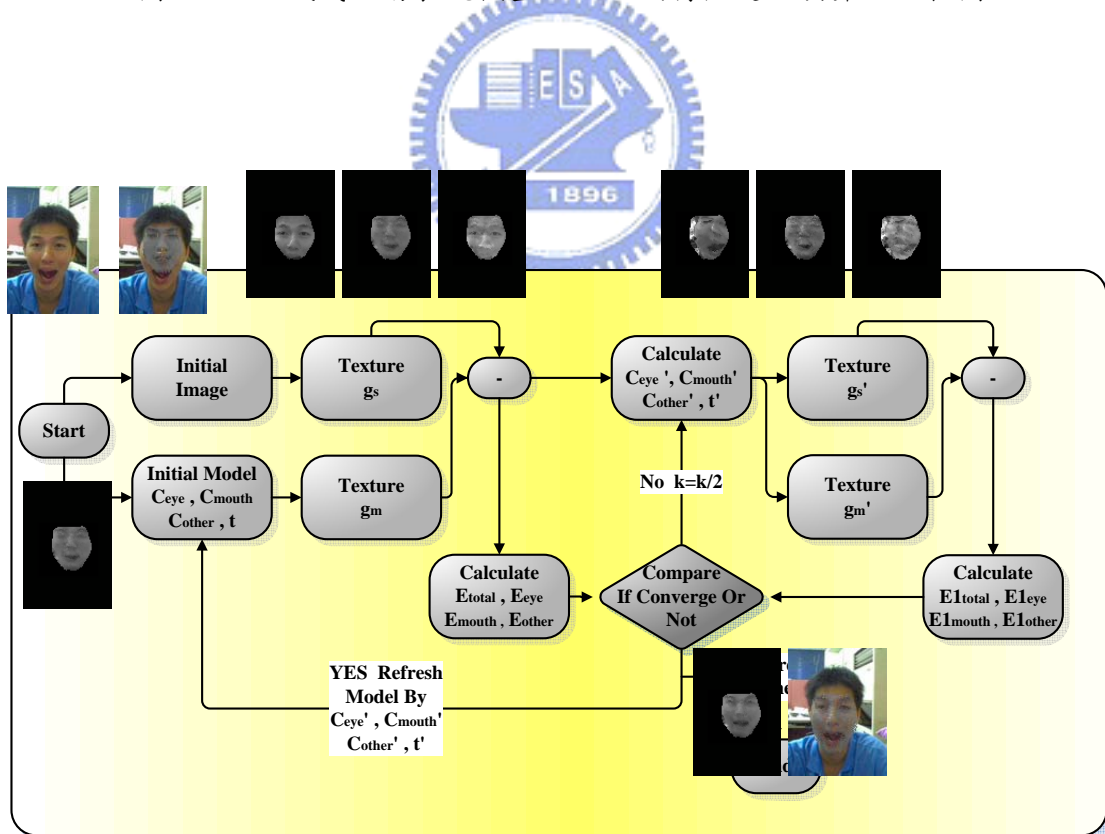 ESA
1896
Initial
Image
Texture
gs
-
Calculate
Ceye ', Cmouth'
Cother' , t'
Texture
gs'
-
Start
Initial Model
Ceye , Cmouth
Cother , t
Texture
gm
No k=k/2
Texture
gm'
Calculate
Etotal , Eeye
Emouth , Eother
Compare
If Converge Or
Not
Calculate
E1total , E1eye
E1mouth , E1other
YES Refresh
Model By
Ceye' , Cmouth'
Cother' , t'